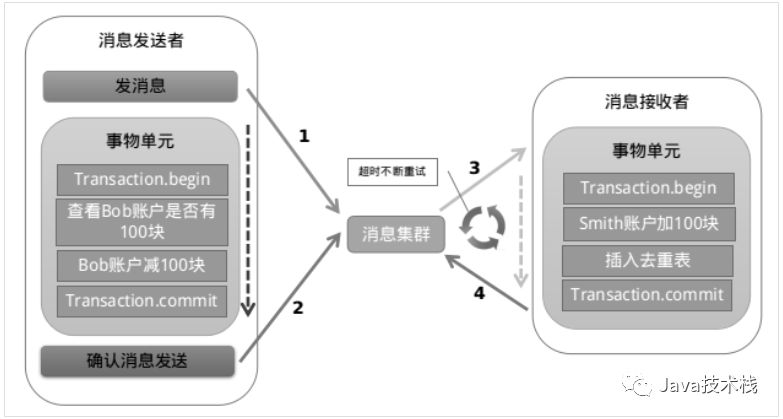 消息发送者
发消息
事物单元
Transaction.begin
查看Bob账户是否有
100块
Bob账户减100块
Transaction.commit
确认消息发送
1
2
超时不断重试
消息集群
3
4
消息接收者
事物单元
Transaction.begin
Smith账户加100块
插入去重表
Transaction.commit
Java技术栈